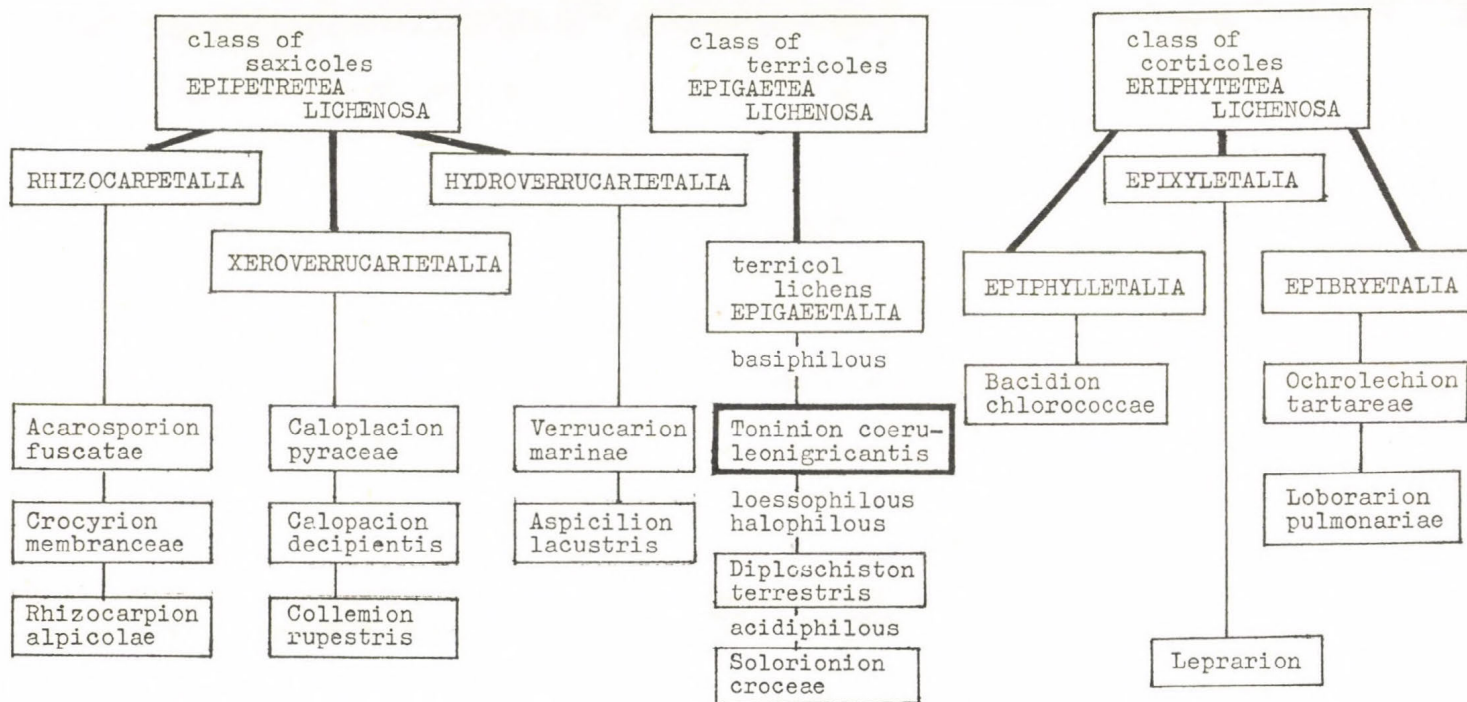 class of
saxicoles
EPIPETRETEA
LICHENOSA
RHIZOCARPETALIA
HYDROVERRUCARIETALIA
XEROVERRUCARIETALIA
Acarosporion
fuscatae
Crocyrion
membranceae
Rhizocarpion
alpicolae
Caloplacion
pyraceae
Calopacion
decipientis
Collemion
rupestris
Verrucarion
marinae
Aspicilion
lacustris
class of
terricoles
EPIGAETEA
LICHENOSA
terricol
lichens
EPIGAEETALIA
basiphilous
Toninion coeru-
leonigricantis
loessophilous
halophilous
Diploschiston
terrestris
acidiphilous
Solorionion
croceae
class of
corticoles
ERIPHYTETEA
LICHENOSA
EPIXYLETALIA
EPIPHYLLETALIA
EPIBRYETALIA
Bacidion
chlorococcae
Ochrolechion
tartareae
Loborarion
pulmonariae
Leprarion